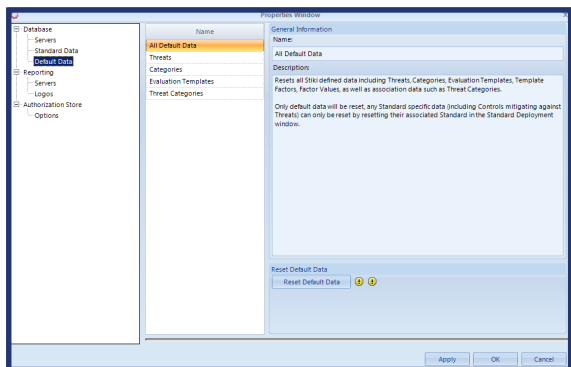 Properties Window
X
Database
Servers
Standard Data
Default Data
Reporting
Servers
Logos
Authorization Store
Options
Name
All Default Data
Threats
Categories
Evaluation Templates
Threat Categories
General Information
Name:
All Default Data
Description:
Resets all Stiki defined data including Threats, Categories, Evaluation Templates, Template
Factors, Factor Values, as well as association data such as Threat Categories.
Only default data will be reset, any Standard specific data (including Controls mitigating against
Threats) can only be reset by resetting their associated Standard in the Standard Deployment
window.
Reset Default Data
Reset Default Data
Apply
OK
Cancel